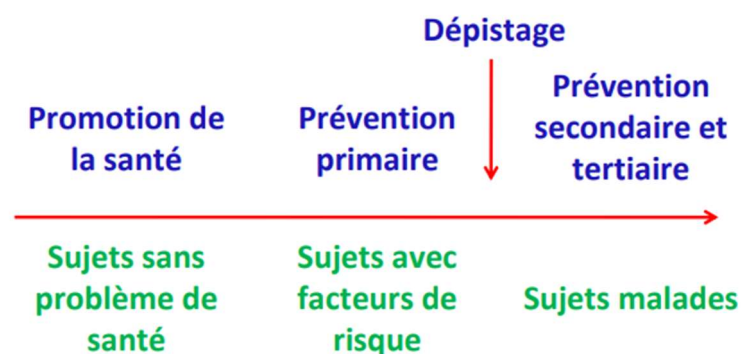 Dépistage
Promotion de
la santé
Prévention
primaire
Prévention
secondaire et
tertiaire
Sujets sans
problème de
santé
Sujets avec
facteurs de
risque
Sujets malades